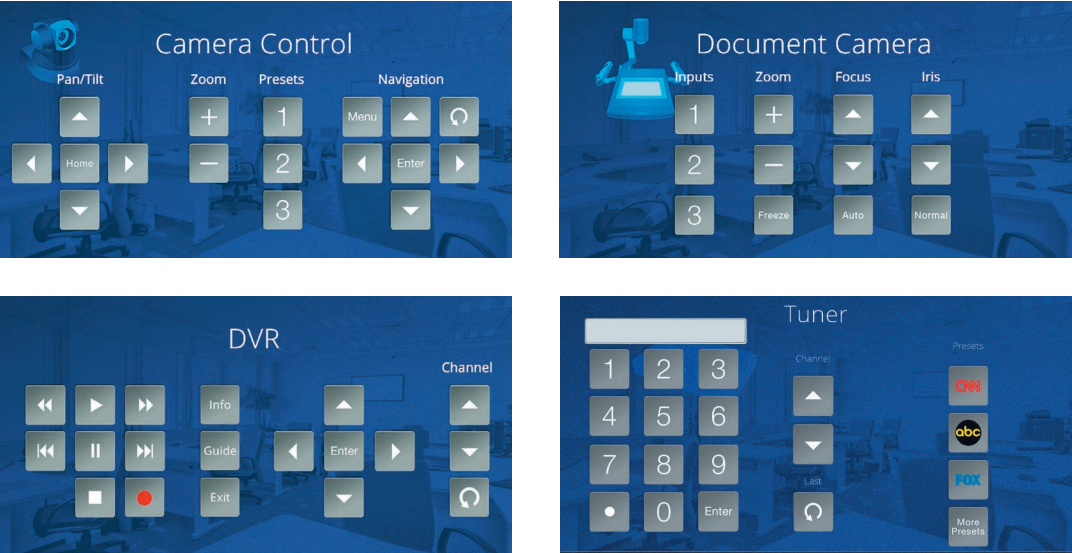 Camera Control
Pan/Tilt Zoom Presets Navigation
+ 1 Menu
Home − 2 Enter
3
Document Camera
Inputs Zoom Focus Iris
1 +
2 −
3 Freeze Auto Normal
DVR
Channel
Info
Guide Enter
Exit
Tuner
Presets
Channel
1 2 3
CNN
4 5 6
abc
7 8 9
FOX
Last
. 0 Enter
More
Presets